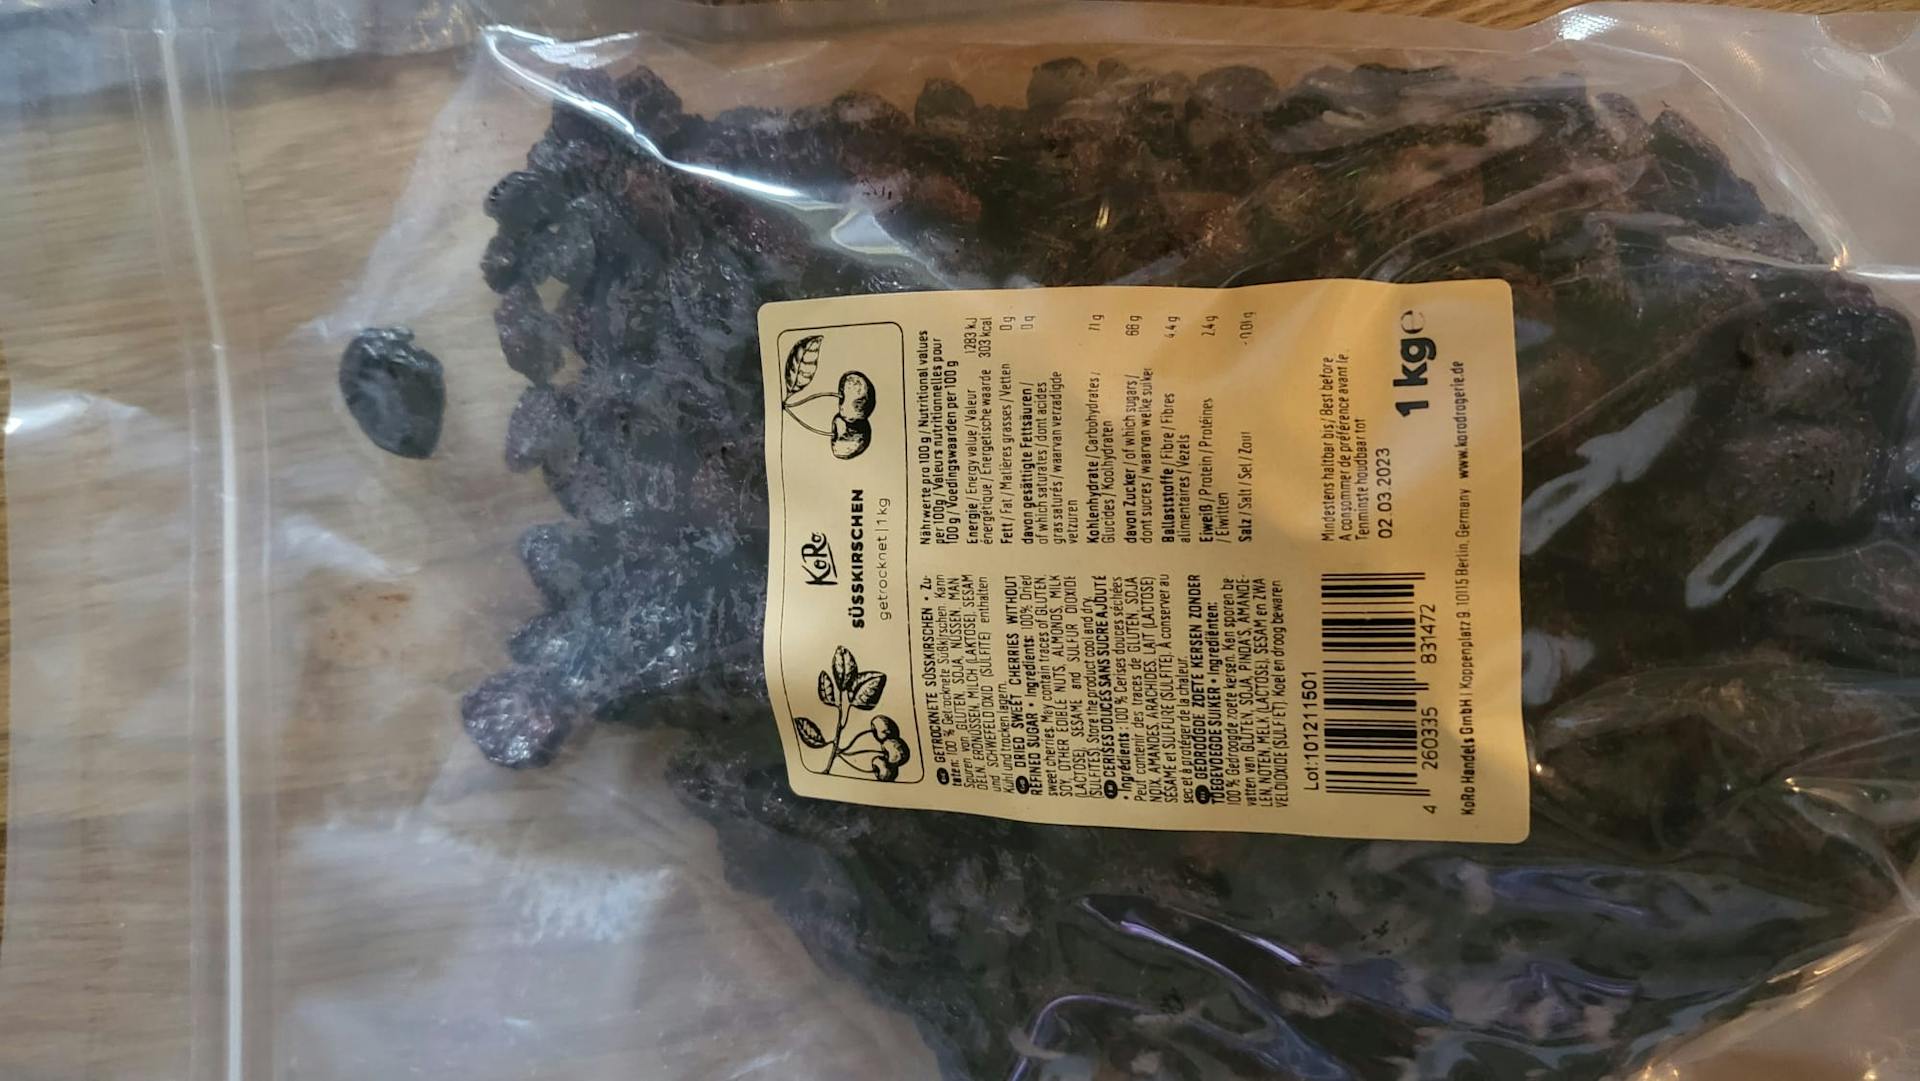 KoRo
SÜSSKIRSCHEN
getrocknet | 1 kg
GETROCKNETE SÜSSKIRSCHEN • Zu-
taten: 100 % Getrocknete Süßkirschen. Kann
Spuren von GLUTEN, SOJA, NÜSSEN, MAN
DELN, ERDNÜSSEN, MILCH (LAKTOSE), SESAM
und SCHWEFELDIOXID (SULFITE) enthalten
Kühl und trocken lagern.
DRIED SWEET CHERRIES WITHOUT
REFINED SUGAR • Ingredients: 100% Dried
sweet cherries. May contain traces of GLUTEN,
SOY, OTHER EDIBLE NUTS, ALMONDS, MILK
(LACTOSE), SESAME and SULFUR DIOXIDE
(SULFITES). Store the product cool and dry.
CERISES DOUCES SANS SUCRE AJOUTÉ
• Ingrédients : 100 % Cerises douces séchées
Peut contenir des traces de GLUTEN, SOJA
NOIX, AMANDES, ARACHIDES, LAIT (LACTOSE)
SÉSAME et SULFURE (SULFITE). À conserver au
sec et à protéger de la chaleur.
GEDROOGDE ZOETE KERSEN ZONDER
TOEGEVOEGDE SUIKER • Ingrediënten:
100 % Gedroogde zoete kersen. Kan sporen be
vatten van GLUTEN, SOJA, PINDA'S, AMANDE-
LEN, NOTEN, MELK (LACTOSE), SESAM en ZWA
VELDIOXIDE (SULFIET). Koel en droog bewaren
Nährwerte pro 100 g / Nutritional values
per 100g / Valeurs nutritionnelles pour
100 g / Voedingswaarden per 100 g
Energie / Energy value / Valeur 1283 kJ
énergétique / Energetische waarde 303 kcal
Fett / Fat / Matières grasses / Vetten 0 g
davon gesättigte Fettsäuren / 0 g
of which saturates / dont acides
gras saturés / waarvan verzadigde
vetzuren
Kohlenhydrate / Carbohydrates / 71 g
Glucides / Koolhydraten
davon Zucker / of which sugars / 66 g
dont sucres / waarvan welke suiker
Ballaststoffe / Fibre / Fibres 4.4 g
alimentaires / Vezels
Eiweiß / Protein / Protéines 2.4 g
/ Eiwitten
Salz / Salt / Sel / Zout
Lot:101211501
4 260335 831472
Mindestens haltbar bis / Best before
A consommer de préférence avant le
Tenminste houdbaar tot
02.03.2023
1 kg e
KoRo Handels GmbH | Koppenplatz 9, 10115 Berlin, Germany www.korodrogerie.de